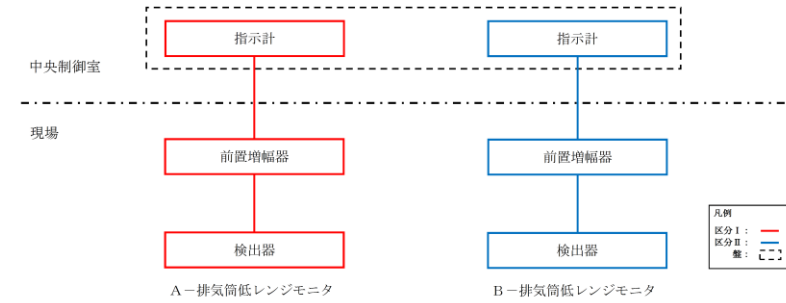 指示計
指示計
中央制御室
現場
前置増幅器
前置増幅器
検出器
検出器
A-排気筒低レンジモニタ
B-排気筒低レンジモニタ
凡例
区分Ⅰ:
区分Ⅱ:
盤: